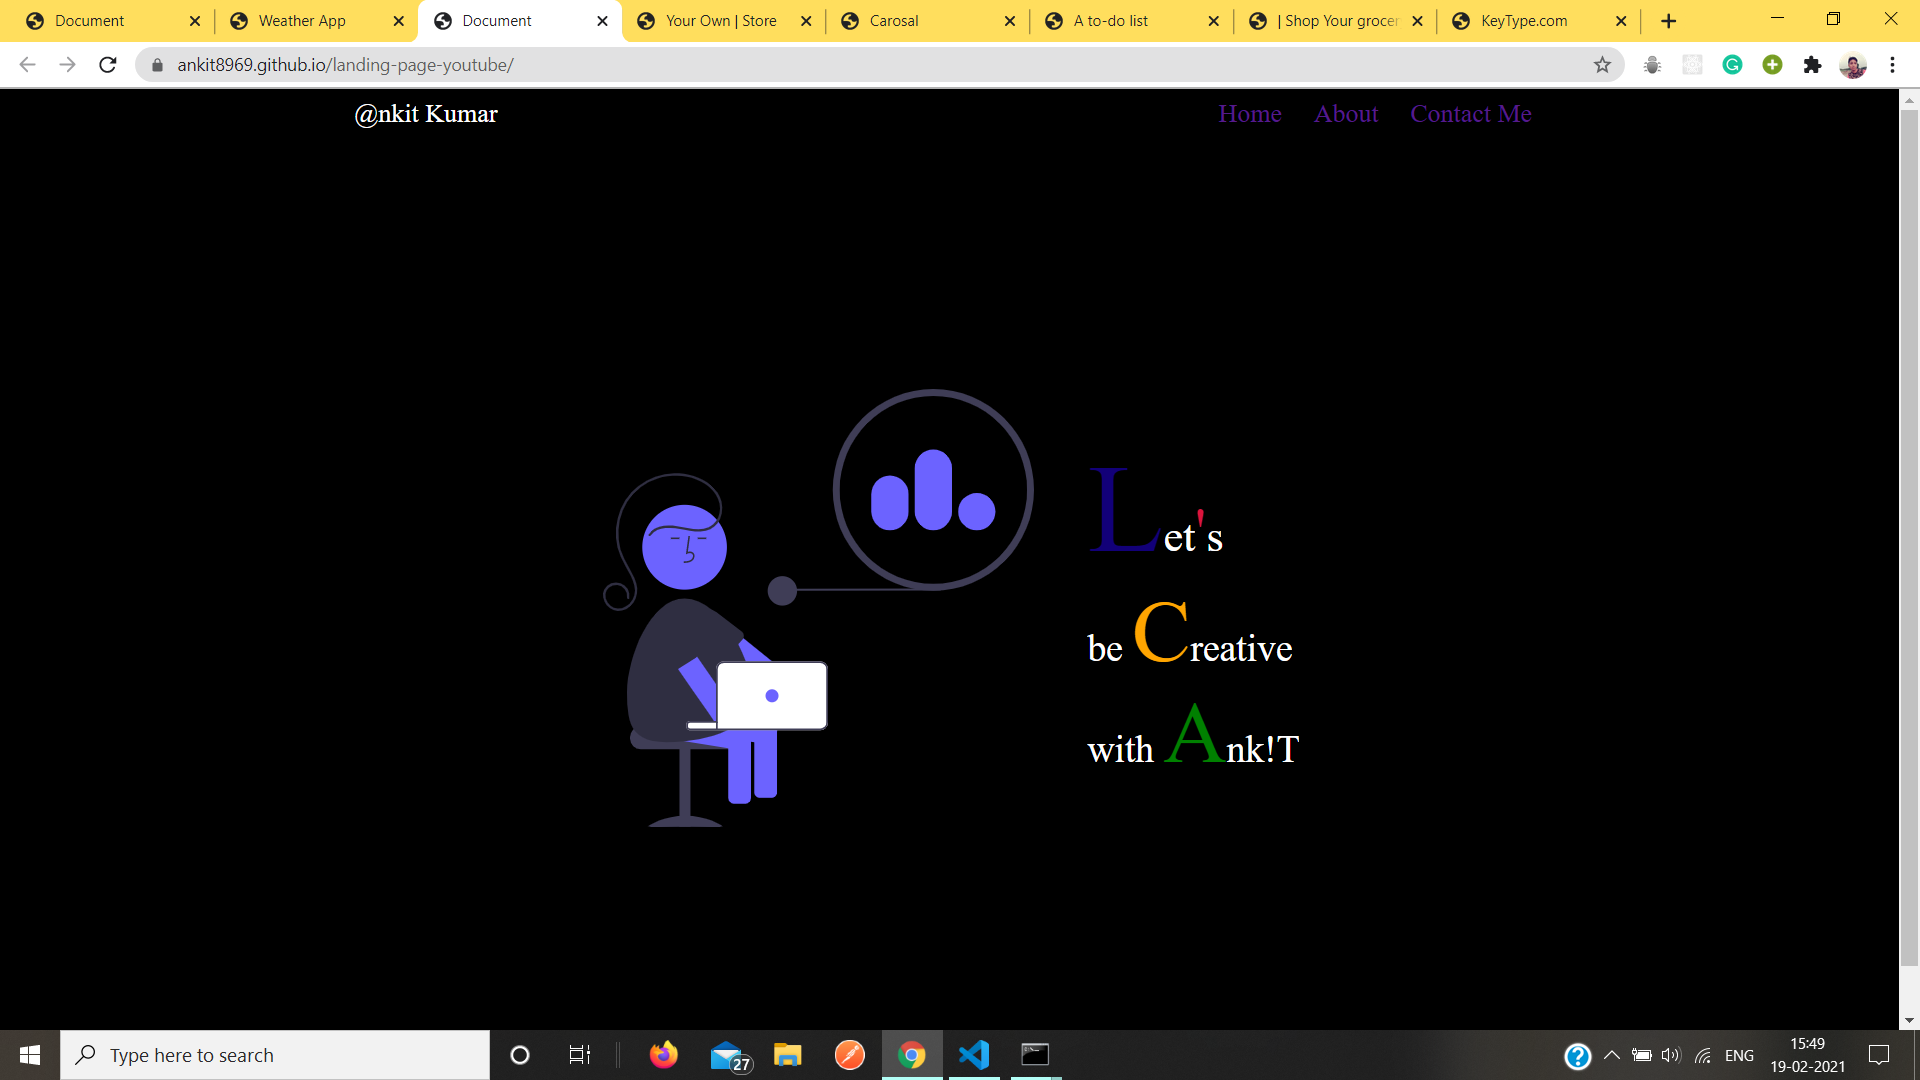 Document
Weather App
Document
Your Own | Store
Carosal
A to-do list
| Shop Your grocer
KeyType.com
ankit8969.github.io/landing-page-youtube/
@nkit Kumar
Home About Contact Me
Let's
be Creative
with Ank!T
Type here to search
27
ENG
15:49
19-02-2021